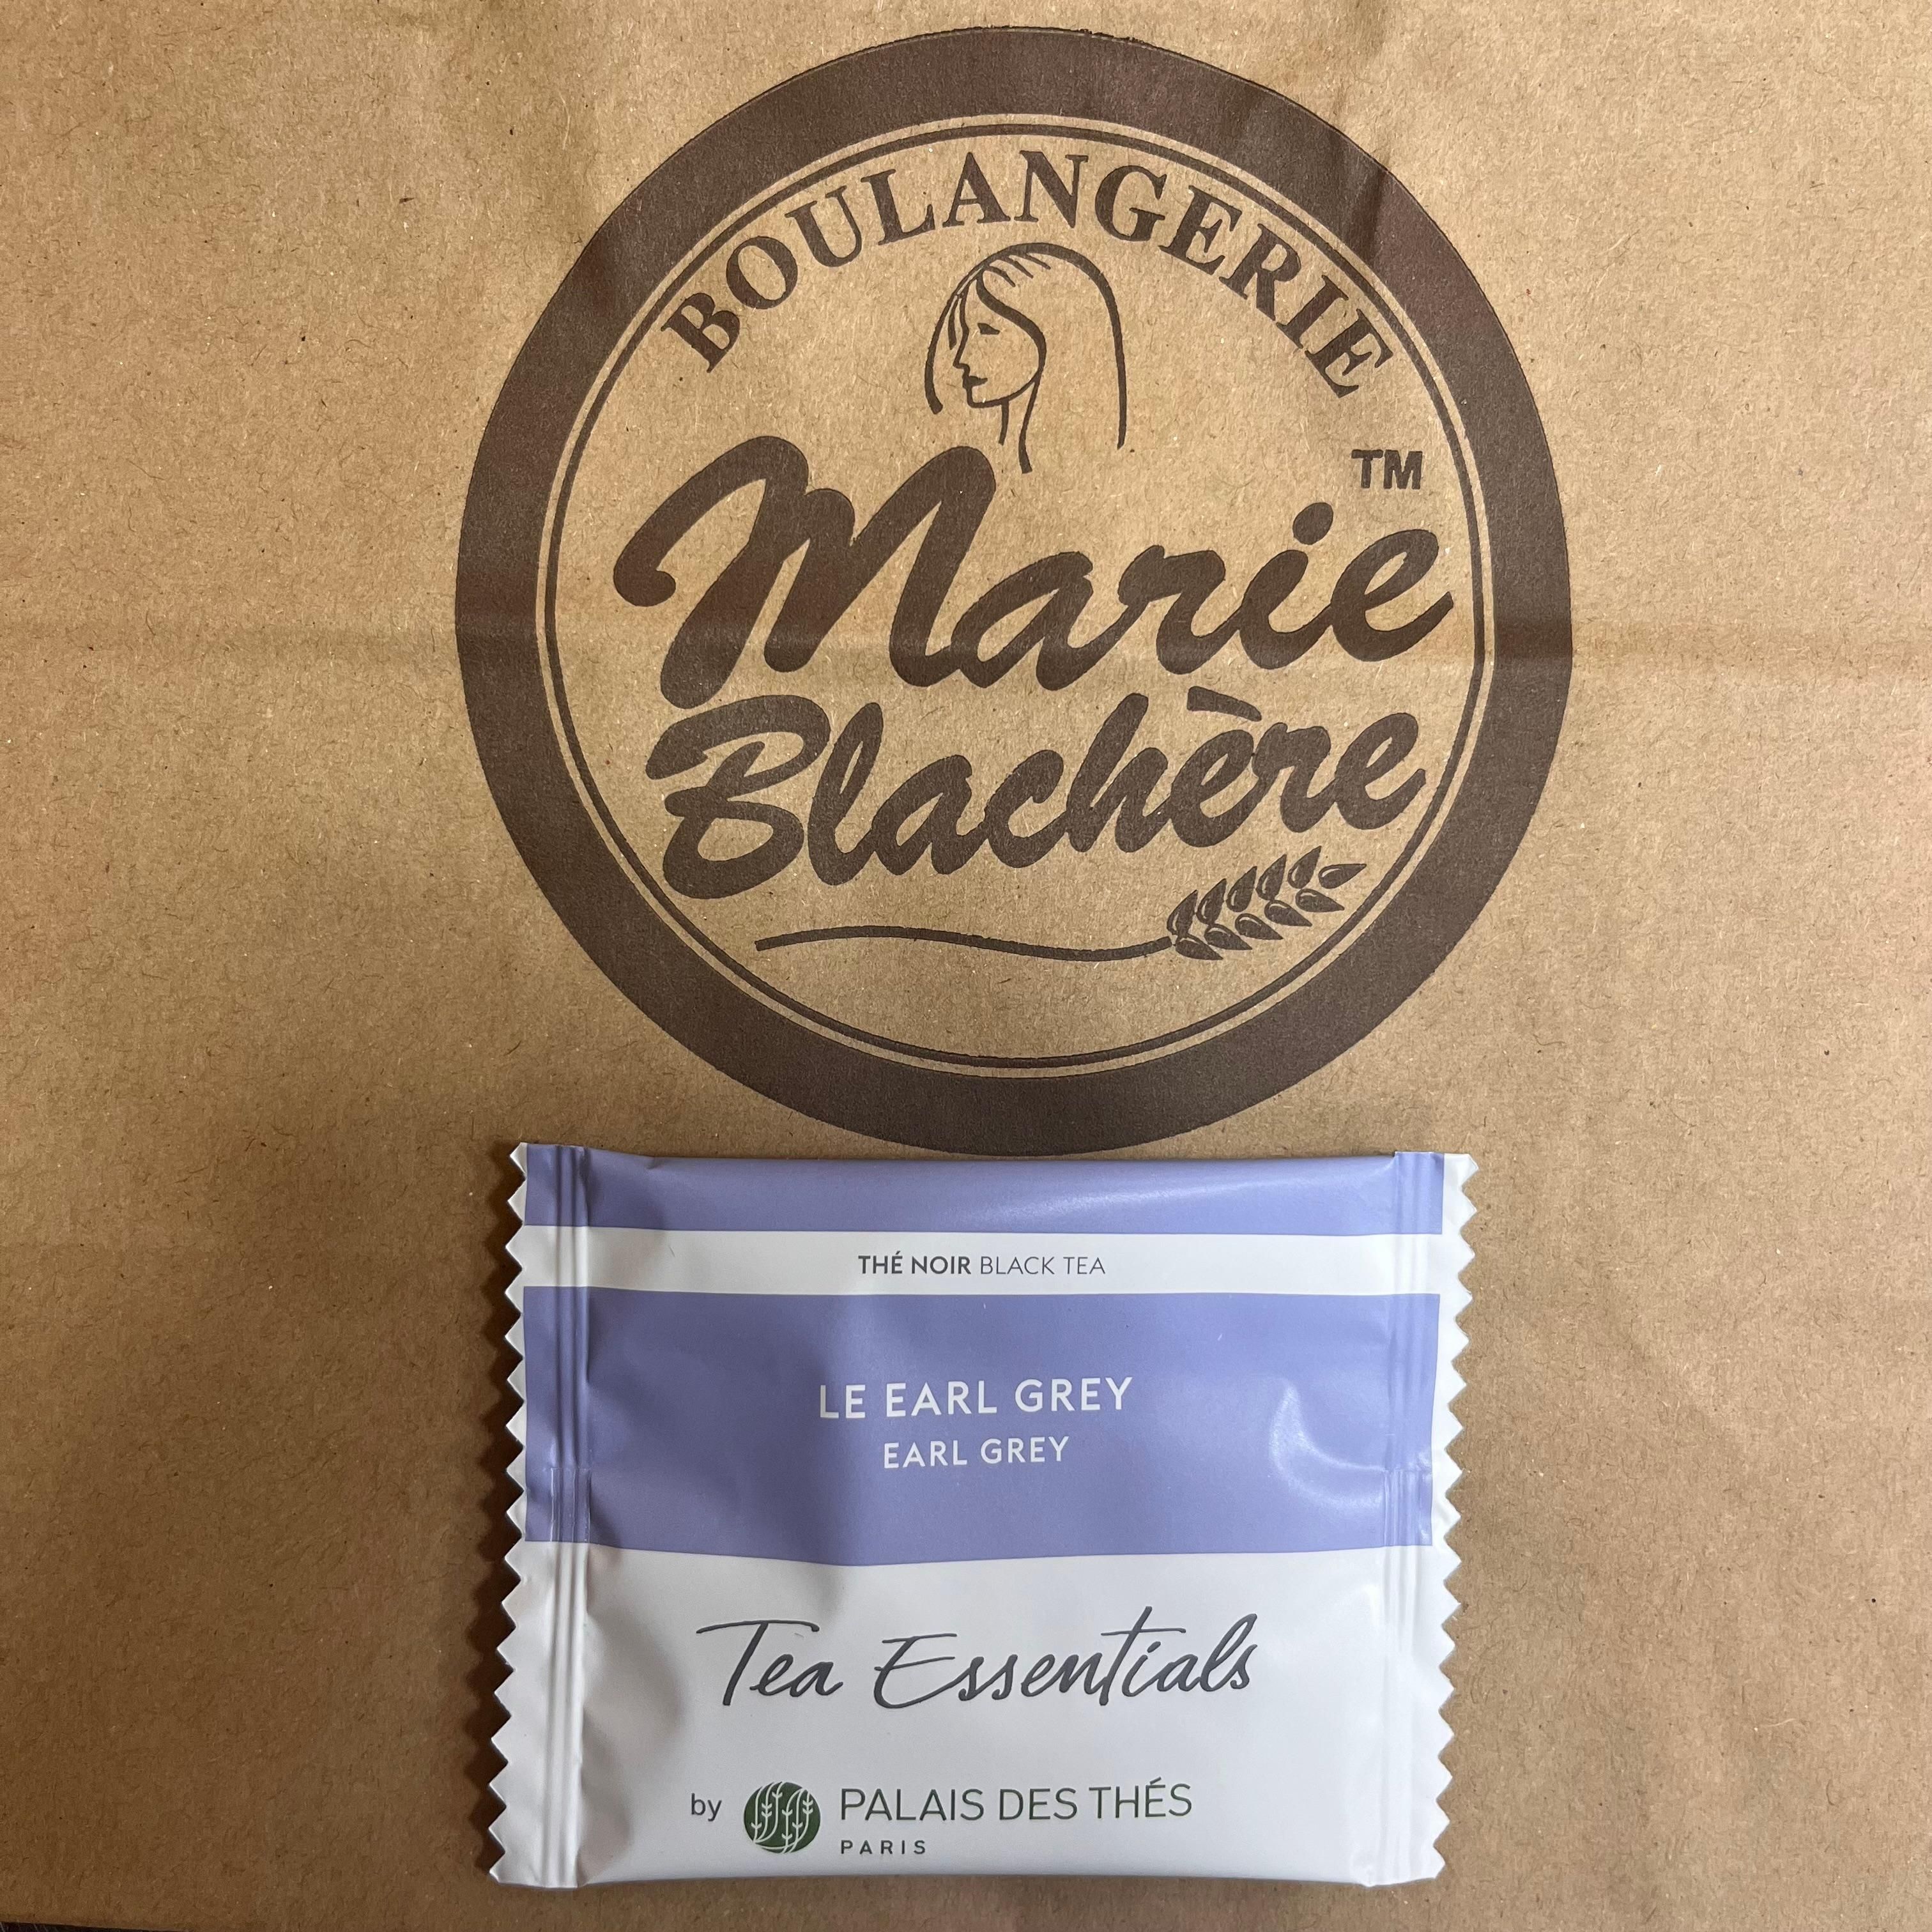 BOULANGERIE
Marie TM
Blachère
THÉ NOIR BLACK TEA
LE EARL GREY
EARL GREY
Tea Essentials
by PALAIS DES THÉS
PARIS